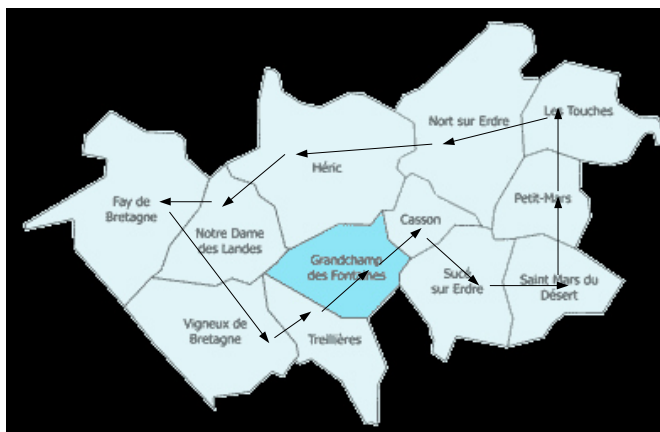 Les Touches
Nort sur Erdre
Héric
Petit-Mars
Fay de
Bretagne
Casson
Notre Dame
des Landes
Grandchamp
des Fontaines
Sucé
sur Erdre
Saint Mars du
Désert
Vigneux de
Bretagne
Treillières